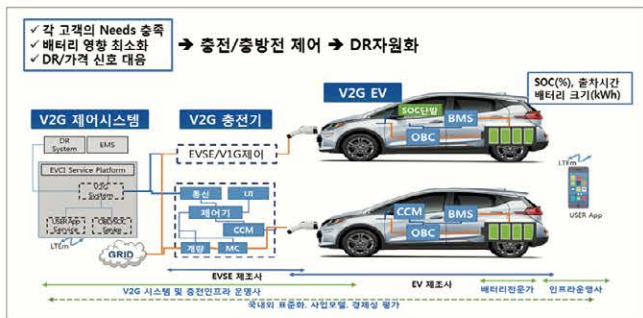 ✓ 각 고객의 Needs 충족
✓ 배터리 영향 최소화
✓ DR/가격 신호 대응
➔ 충전/충방전 제어 ➔ DR자원화
V2G EV
SOC(%), 출차시간
배터리 크기(kWh)
V2G 제어시스템
V2G 충전기
SOC단말
BMS
OBC
DR System
EMS
EVSE/V1G제어
EVCI Service Platform
V2G System
USER App Service
LTEm
통신
UI
제어기
CCM
계량
MC
GRID
CCM
BMS
OBC
LTEm
USER App
EVSE 제조사
EV 제조사
V2G 시스템 및 충전인프라 운영사
배터리전문가
인프라운영사
국내외 표준화, 사업모델, 경제성 평가